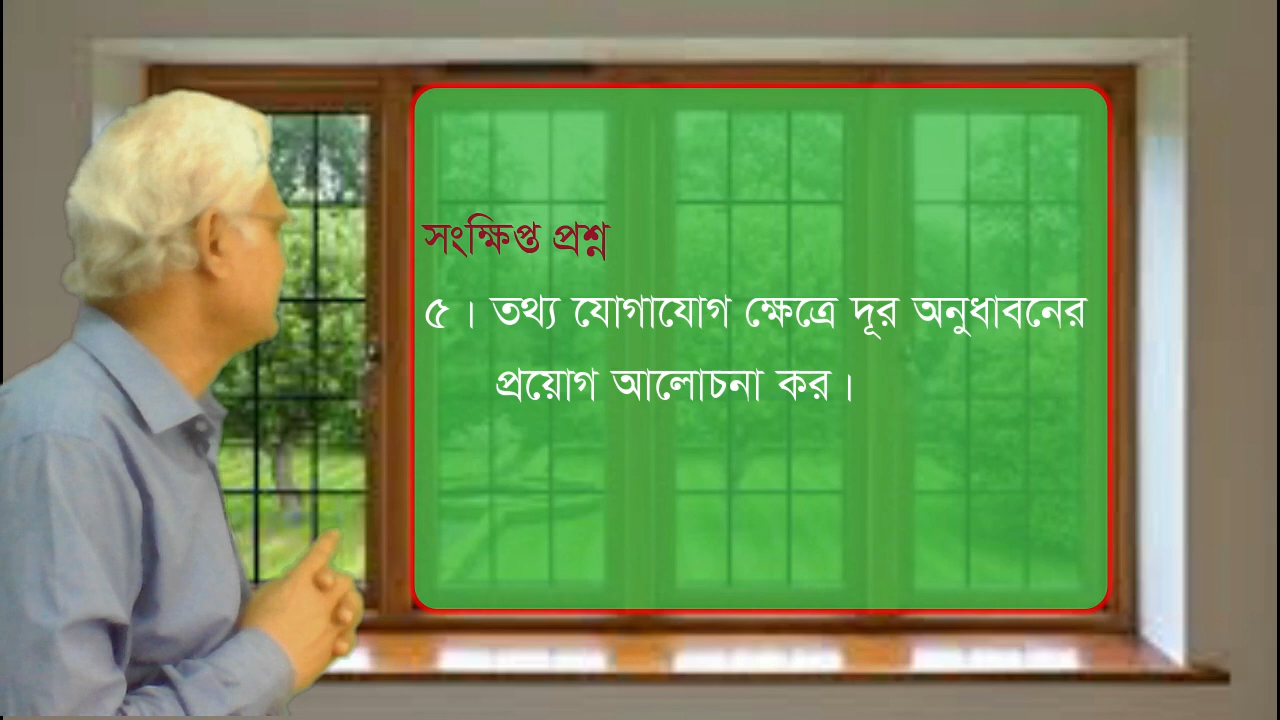 সংক্ষিপ্ত প্রশ্ন
৫ । তথ্য যোগাযোগ ক্ষেত্রে দূর অনুধাবনের
প্রয়োগ আলোচনা কর ।